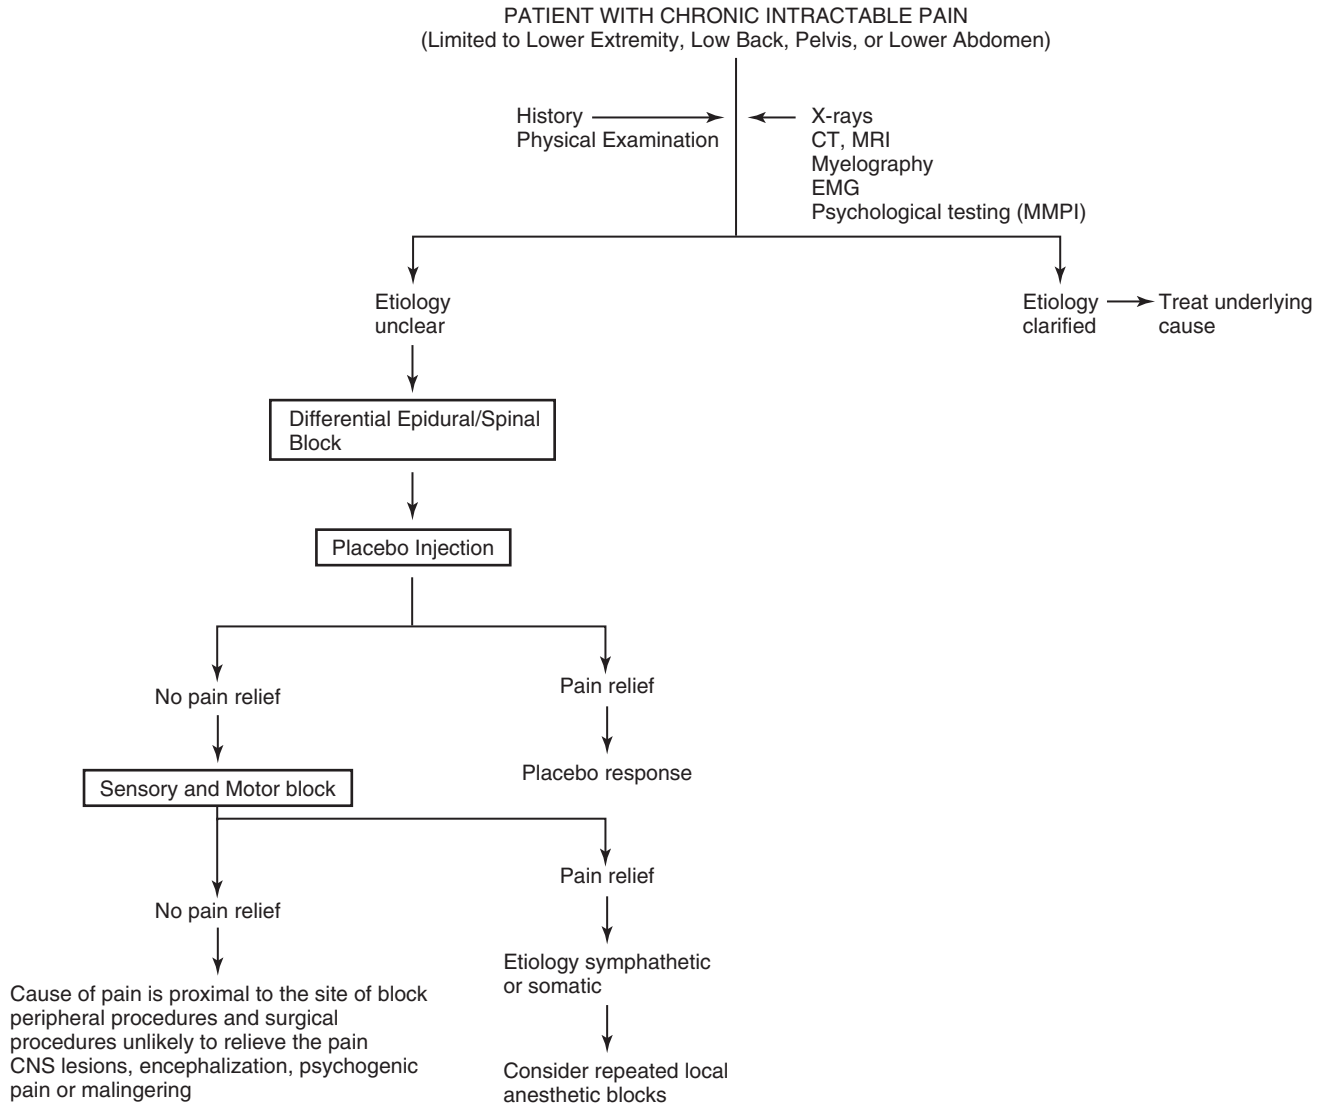 PATIENT WITH CHRONIC INTRACTABLE PAIN
(Limited to Lower Extremity, Low Back, Pelvis, or Lower Abdomen)
History
Physical Examination
X-rays
CT, MRI
Myelography
EMG
Psychological testing (MMPI)
Etiology
unclear
Etiology
clarified
Treat underlying
cause
Differential Epidural/Spinal
Block
Placebo Injection
No pain relief
Pain relief
Placebo response
Sensory and Motor block
No pain relief
Pain relief
Cause of pain is proximal to the site of block
peripheral procedures and surgical
procedures unlikely to relieve the pain
CNS lesions, encephalization, psychogenic
pain or malingering
Etiology symphathetic
or somatic
Consider repeated local
anesthetic blocks